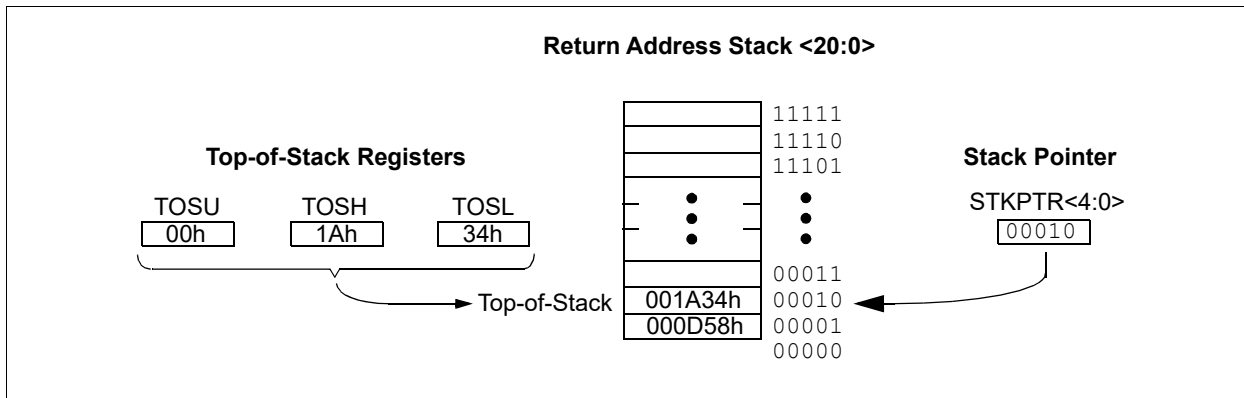 Return Address Stack <20:0>
11111
11110
11101
Top-of-Stack Registers
Stack Pointer
TOSU TOSH TOSL
STKPTR<4:0>
00h 1Ah 34h
00010
00011
Top-of-Stack 001A34h 00010
000D58h 00001
00000